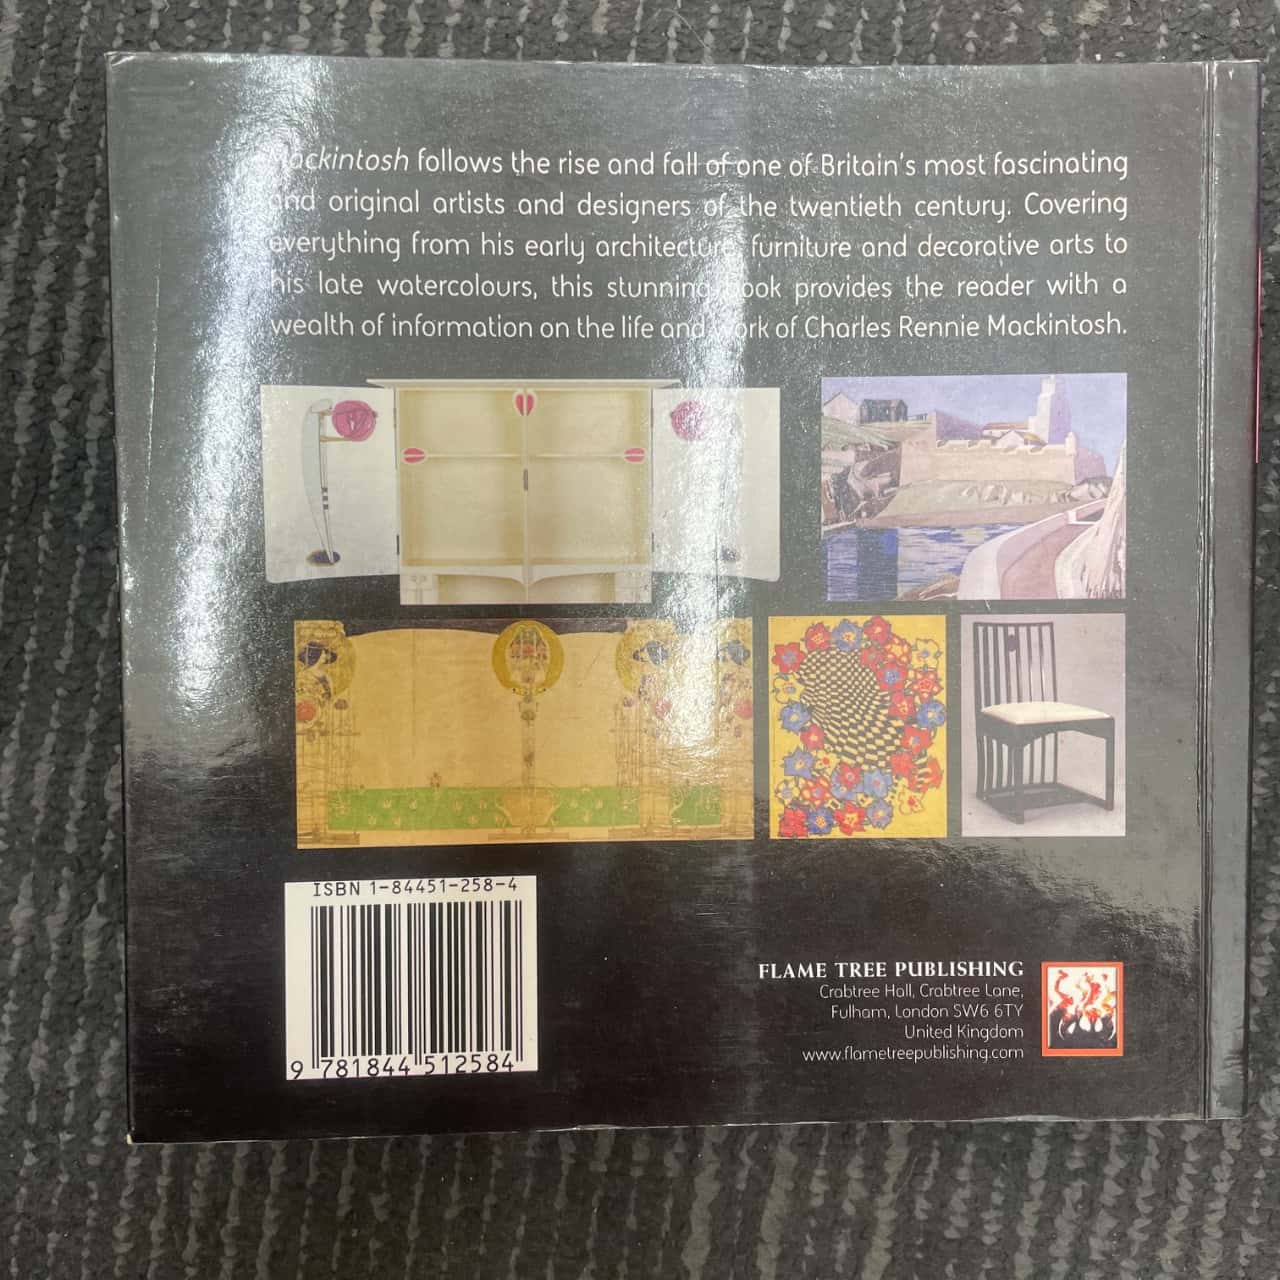 Mackintosh follows the rise and fall of one of Britain's most fascinating
and original artists and designers of the twentieth century. Covering
everything from his early architecture, furniture and decorative arts to
his late watercolours, this stunning book provides the reader with a
wealth of information on the life and work of Charles Rennie Mackintosh.
ISBN 1-84451-258-4
9 781844 512584
FLAME TREE PUBLISHING
Crabtree Hall, Crabtree Lane,
Fulham, London SW6 6TY
United Kingdom
www.flametreepublishing.com